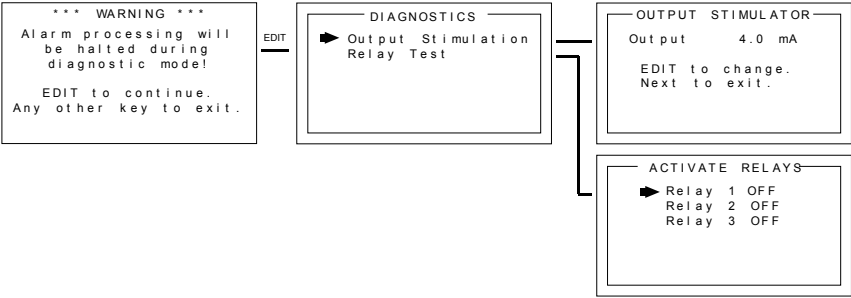 *** WARNING ***
Alarm processing will
be halted during
diagnostic mode!
EDIT to continue.
Any other key to exit.
EDIT
DIAGNOSTICS
Output Stimulation
Relay Test
OUTPUT STIMULATOR
Output 4.0 mA
EDIT to change.
Next to exit.
ACTIVATE RELAYS
Relay 1 OFF
Relay 2 OFF
Relay 3 OFF